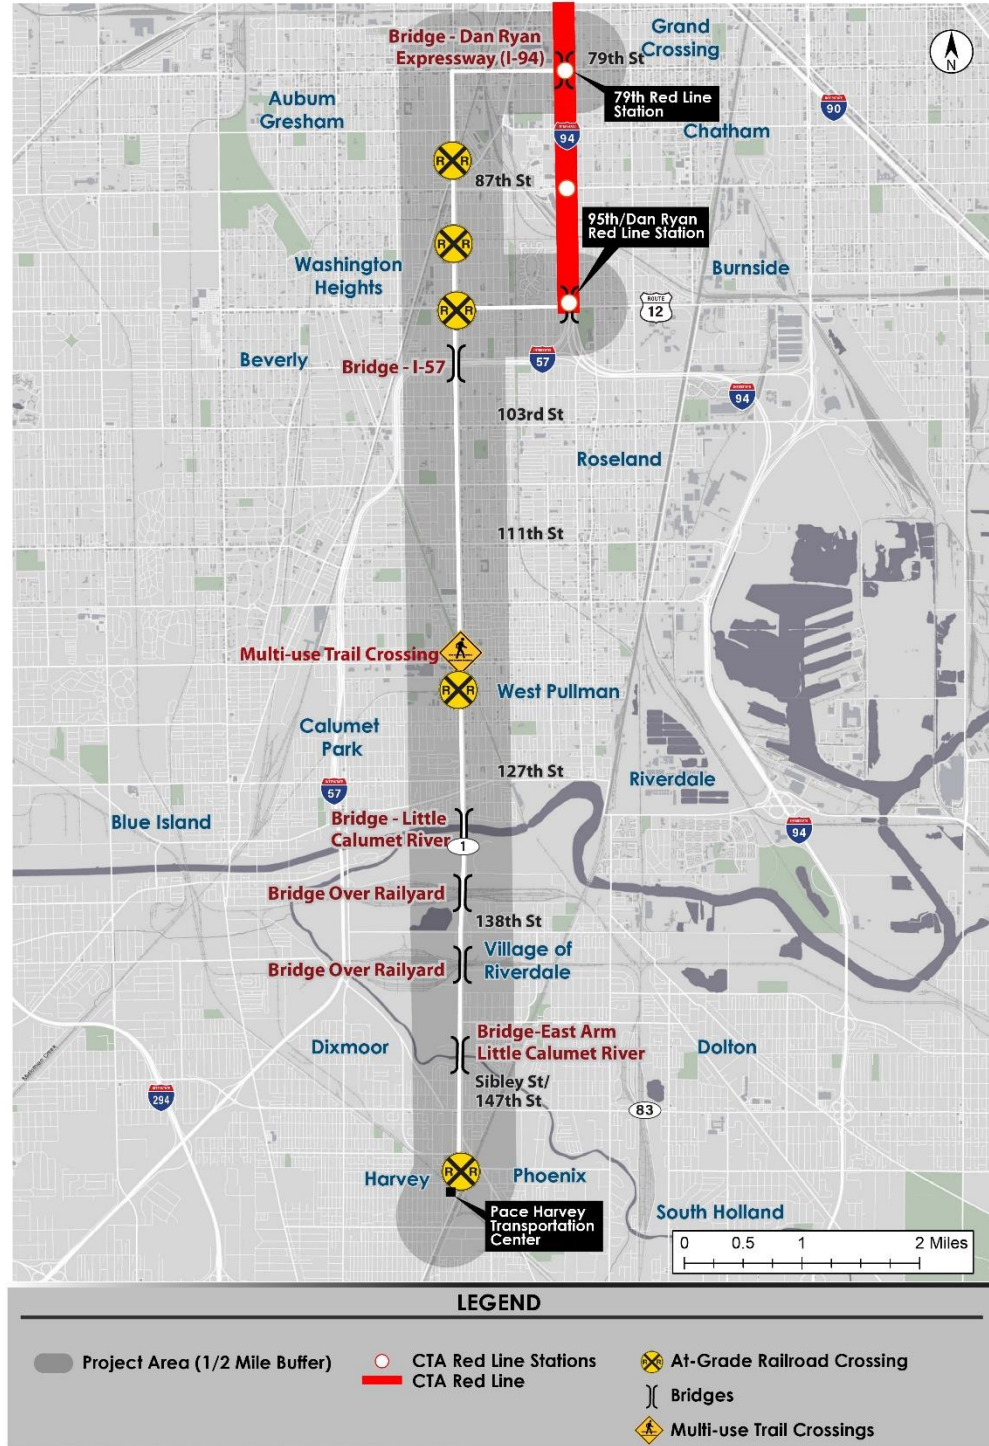 Bridge - Dan Ryan
Expressway (I-94)
79th St
Grand
Crossing
N
79th Red Line
Station
Auburn
Gresham
90
Chatham
94
R R
87th St
95th/Dan Ryan
Red Line Station
R R
Washington
Heights
Burnside
ROUTE
12
R R
Beverly
Bridge - I-57
57
94
103rd St
Roseland
111th St
Multi-use Trail Crossing
R R
West Pullman
Calumet
Park
127th St
Riverdale
57
Blue Island
Bridge - Little
Calumet River
1
94
Bridge Over Railyard
138th St
Village of
Riverdale
Bridge Over Railyard
Bridge-East Arm
Little Calumet River
Dixmoor
Dolton
Sibley St/
147th St
294
83
R R
Harvey
Phoenix
Pace Harvey
Transportation
Center
South Holland
0 0.5 1 2 Miles
LEGEND
Project Area (1/2 Mile Buffer)
CTA Red Line Stations
CTA Red Line
R R
At-Grade Railroad Crossing
Bridges
Multi-use Trail Crossings